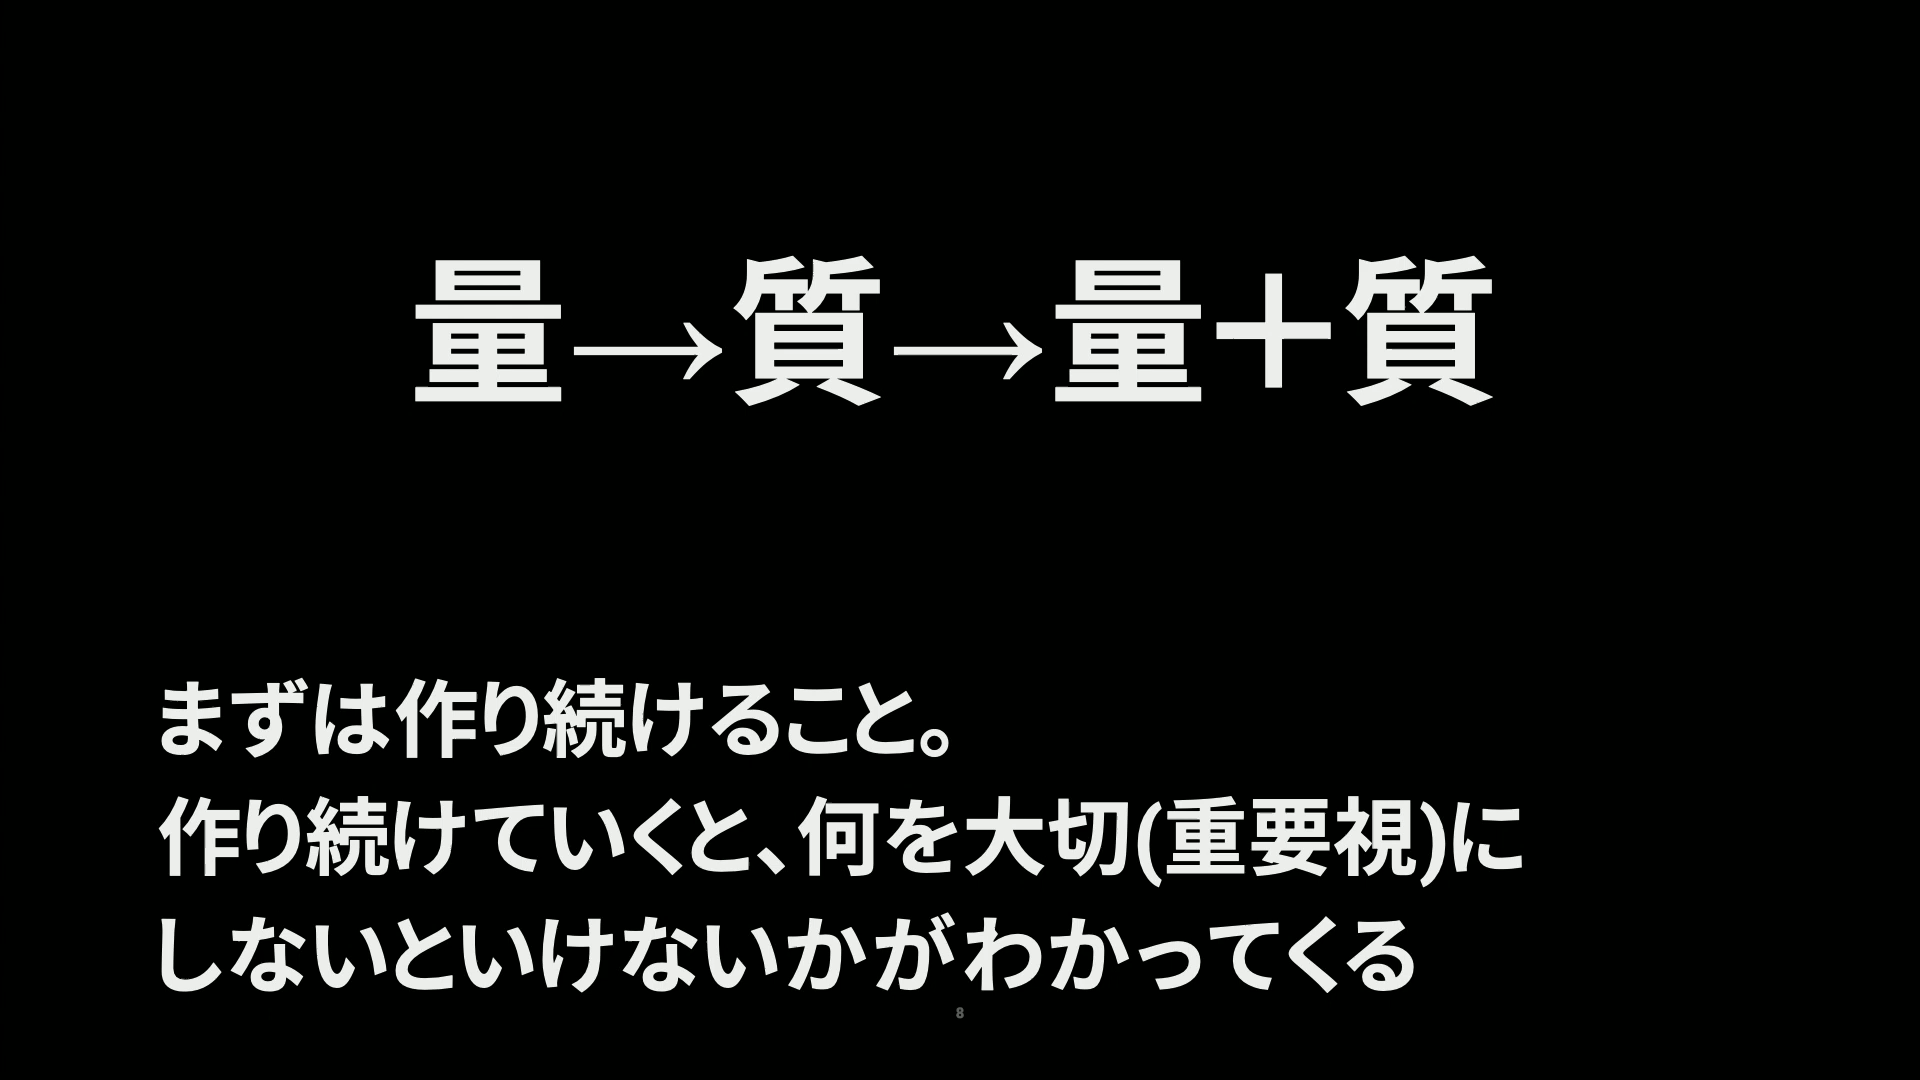 量→質→量+質
まずは作り続けること。
作り続けていくと、何を大切(重要視)に
しないといけないかがわかってくる
8